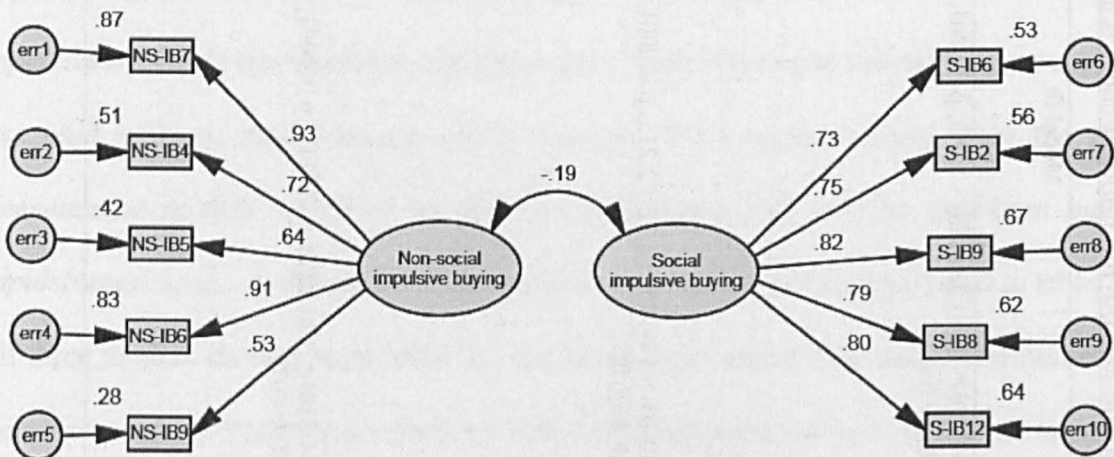 .87
err1
NS-IB7
.51
err2
NS-IB4
.42
err3
NS-IB5
.83
err4
NS-IB6
.28
err5
NS-IB9
.93
.72
.64
.91
.53
Non-social
impulsive buying
-.19
Social
impulsive buying
.73
.75
.82
.79
.80
.53
S-IB6
err6
.56
S-IB2
err7
.67
S-IB9
err8
.62
S-IB8
err9
.64
S-IB12
err10